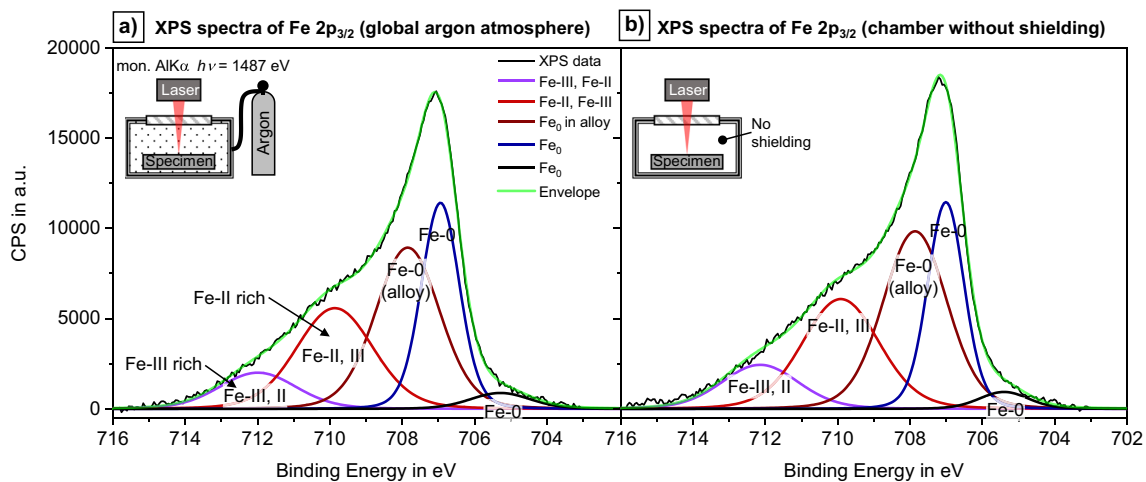 a) XPS spectra of Fe 2p3/2 (global argon atmosphere)
20000
15000
10000
5000
0
CPS in a.u.
mon. AlKα hν = 1487 eV
Laser
Specimen
Argon
XPS data
Fe-III, Fe-II
Fe-II, Fe-III
Fe0 in alloy
Fe0
Fe0
Envelope
Fe-0
Fe-0
(alloy)
Fe-II rich
Fe-II, III
Fe-III rich
Fe-III, II
Fe-0
716
714
712
710
708
706
704
Binding Energy in eV
b) XPS spectra of Fe 2p3/2 (chamber without shielding)
Laser
Specimen
No
shielding
Fe-0
Fe-0
(alloy)
Fe-II, III
Fe-III, II
Fe-0
716
714
712
710
708
706
704
702
Binding Energy in eV